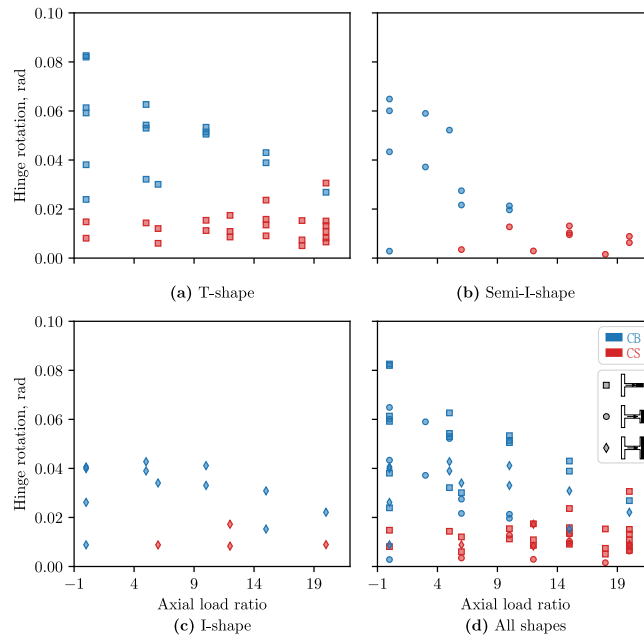 0.10
0.08
0.06
0.04
0.02
0.00
Hinge rotation, rad
(a) T-shape
(b) Semi-I-shape
0.10
0.08
0.06
0.04
0.02
0.00
Hinge rotation, rad
CB
CS
−1 4 9 14 19
−1 4 9 14 19
Axial load ratio
Axial load ratio
(c) I-shape
(d) All shapes